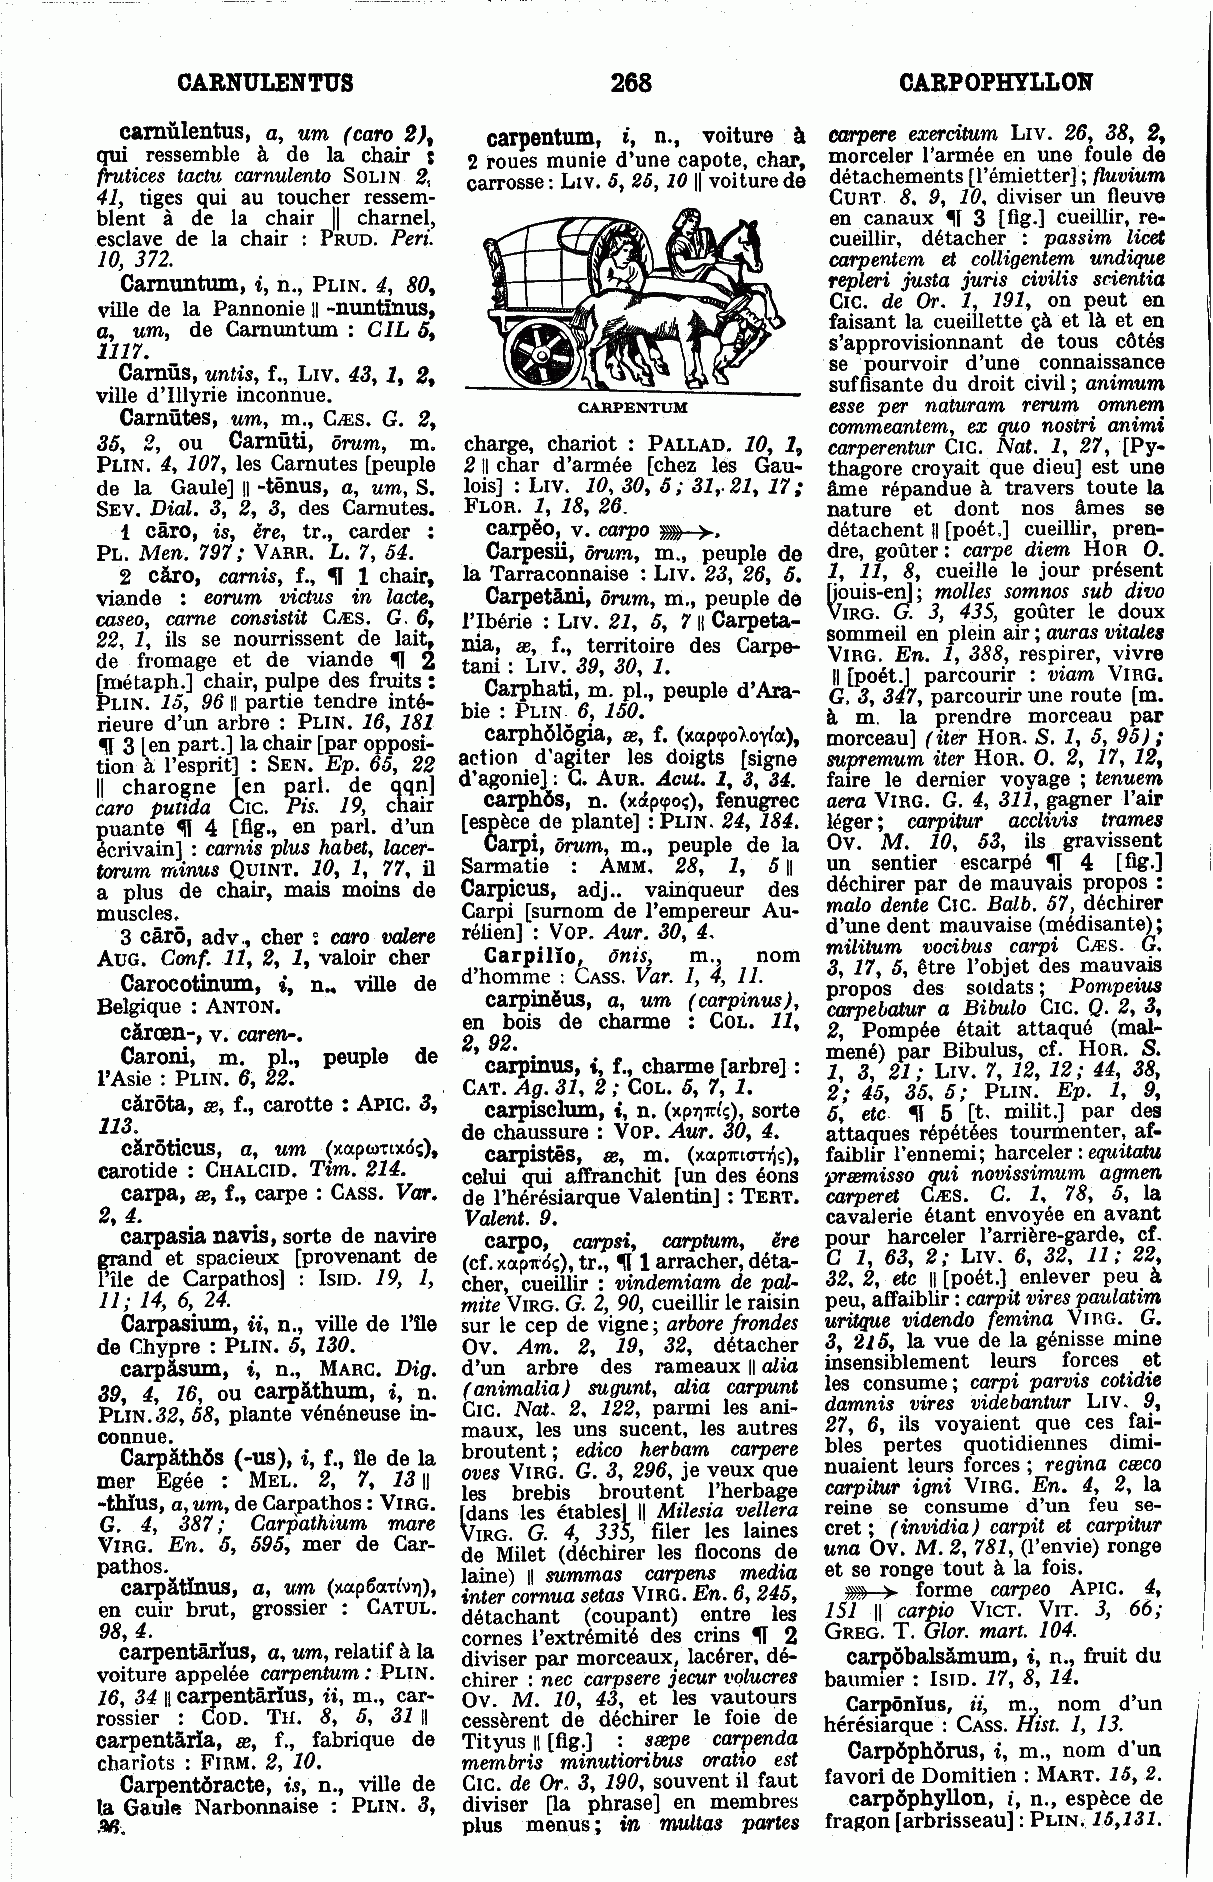 CARNULENTUS
268
CARPOPHYLLON
carnŭlentus, a, um (caro 2),
qui ressemble à de la chair :
frutices tactu carnulento SOLIN 2,
41, tiges qui au toucher ressem-
blent à de la chair || charnel,
esclave de la chair : PRUD. Peri.
10, 372.
Carnuntum, i, n., PLIN. 4, 80,
ville de la Pannonie || -nuntīnus,
a, um, de Carnuntum : CIL 5,
1117.
Carnūs, untis, f., LIV. 43, 1, 2,
ville d'Illyrie inconnue.
Carnūtes, um, m., CÆS. G. 2,
35, 2, ou Carnūti, ōrum, m.
PLIN. 4, 107, les Carnutes [peuple
de la Gaule] || -tēnus, a, um, S.
SEV. Dial. 3, 2, 3, des Carnutes.
1 cāro, is, ĕre, tr., carder :
PL. Men. 797; VARR. L. 7, 54.
2 căro, carnis, f., ¶ 1 chair,
viande : eorum victus in lacte,
caseo, carne consistit CÆS. G. 6,
22, 1, ils se nourrissent de lait,
de fromage et de viande ¶ 2
[métaph.] chair, pulpe des fruits :
PLIN. 15, 96 || partie tendre inté-
rieure d'un arbre : PLIN. 16, 181
¶ 3 [en part.] la chair [par opposi-
tion à l'esprit] : SEN. Ep. 65, 22
|| charogne [en parl. de qqn]
caro putida CIC. Pis. 19, chair
puante ¶ 4 [fig., en parl. d'un
écrivain] : carnis plus habet, lacer-
torum minus QUINT. 10, 1, 77, il
a plus de chair, mais moins de
muscles.
3 cārō, adv., cher : caro valere
AUG. Conf. 11, 2, 1, valoir cher
Carocotinum, i, n., ville de
Belgique : ANTON.
cărœn-, v. caren-.
Caroni, m. pl., peuple de
l'Asie : PLIN. 6, 22.
cărōta, æ, f., carotte : APIC. 3,
113.
cărōticus, a, um (καρωτικός),
carotide : CHALCID. Tim. 214.
carpa, æ, f., carpe : CASS. Var.
2, 4.
carpasia navis, sorte de navire
grand et spacieux [provenant de
l'île de Carpathos] : ISID. 19, 1,
11; 14, 6, 24.
Carpasium, ii, n., ville de l'île
de Chypre : PLIN. 5, 130.
carpăsum, i, n., MARC. Dig.
39, 4, 16, ou carpăthum, i, n.
PLIN. 32, 58, plante vénéneuse in-
connue.
Carpăthŏs (-us), i, f., île de la
mer Egée : MEL. 2, 7, 13 ||
-thĭus, a, um, de Carpathos : VIRG.
G. 4, 387; Carpathium mare
VIRG. En. 5, 595, mer de Car-
pathos.
carpătĭnus, a, um (καρβατίνη),
en cuir brut, grossier : CATUL.
98, 4.
carpentārĭus, a, um, relatif à la
voiture appelée carpentum : PLIN.
16, 34 || carpentārĭus, ii, m., car-
rossier : COD. TH. 8, 5, 31 ||
carpentārĭa, æ, f., fabrique de
chariots : FIRM. 2, 10.
Carpentŏracte, is, n., ville de
la Gaule Narbonnaise : PLIN. 3,
36.
carpentum, i, n., voiture à
2 roues munie d'une capote, char,
carrosse : LIV. 5, 25, 10 || voiture de
CARPENTUM
charge, chariot : PALLAD. 10, 1,
2 || char d'armée [chez les Gau-
lois] : LIV. 10, 30, 5; 31, 21, 17;
FLOR. 1, 18, 26.
carpĕo, v. carpo ⟶.
Carpesii, ōrum, m., peuple de
la Tarraconnaise : LIV. 23, 26, 5.
Carpetāni, ōrum, m., peuple de
l'Ibérie : LIV. 21, 5, 7 || Carpeta-
nia, æ, f., territoire des Carpe-
tani : LIV. 39, 30, 1.
Carphati, m. pl., peuple d'Ara-
bie : PLIN. 6, 150.
carphŏlŏgia, æ, f. (καρφολογία),
action d'agiter les doigts [signe
d'agonie] : C. AUR. Acut. 1, 3, 34.
carphŏs, n. (κάρφος), fenugrec
[espèce de plante] : PLIN. 24, 184.
Carpi, ōrum, m., peuple de la
Sarmatie : AMM. 28, 1, 5 ||
Carpicus, adj.. vainqueur des
Carpi [surnom de l'empereur Au-
rélien] : VOP. Aur. 30, 4.
Carpilĭo, ōnis, m., nom
d'homme : CASS. Var. 1, 4, 11.
carpinĕus, a, um (carpinus),
en bois de charme : COL. 11,
2, 92.
carpinus, i, f., charme [arbre] :
CAT. Ag. 31, 2; COL. 5, 7, 1.
carpisclum, i, n. (κρηπίς), sorte
de chaussure : VOP. Aur. 30, 4.
carpistēs, æ, m. (καρπιστής),
celui qui affranchit [un des éons
de l'hérésiarque Valentin] : TERT.
Valent. 9.
carpo, carpsi, carptum, ĕre
(cf. καρπός), tr., ¶ 1 arracher, déta-
cher, cueillir : vindemiam de pal-
mite VIRG. G. 2, 90, cueillir le raisin
sur le cep de vigne; arbore frondes
OV. Am. 2, 19, 32, détacher
d'un arbre des rameaux || alia
(animalia) sugunt, alia carpunt
CIC. Nat. 2, 122, parmi les ani-
maux, les uns sucent, les autres
broutent; edico herbam carpere
oves VIRG. G. 3, 296, je veux que
les brebis broutent l'herbage
[dans les étables] || Milesia vellera
VIRG. G. 4, 335, filer les laines
de Milet (déchirer les flocons de
laine) || summas carpens media
inter cornua setas VIRG. En. 6, 245,
détachant (coupant) entre les
cornes l'extrémité des crins ¶ 2
diviser par morceaux, lacérer, dé-
chirer : nec carpsere jecur volucres
OV. M. 10, 43, et les vautours
cessèrent de déchirer le foie de
Tityus || [fig.] : sæpe carpenda
membris minutioribus oratio est
CIC. de Or. 3, 190, souvent il faut
diviser [la phrase] en membres
plus menus; in multas partes
carpere exercitum LIV. 26, 38, 2,
morceler l'armée en une foule de
détachements [l'émietter]; fluvium
CURT. 8, 9, 10, diviser un fleuve
en canaux ¶ 3 [fig.] cueillir, re-
cueillir, détacher : passim licet
carpentem et colligentem undique
repleri justa juris civilis scientia
CIC. de Or. 1, 191, on peut en
faisant la cueillette çà et là et en
s'approvisionnant de tous côtés
se pourvoir d'une connaissance
suffisante du droit civil; animum
esse per naturam rerum omnem
commeantem, ex quo nostri animi
carperentur CIC. Nat. 1, 27, [Py-
thagore croyait que dieu] est une
âme répandue à travers toute la
nature et dont nos âmes se
détachent || [poét.] cueillir, pren-
dre, goûter : carpe diem HOR O.
1, 11, 8, cueille le jour présent
[jouis-en]; molles somnos sub divo
VIRG. G. 3, 435, goûter le doux
sommeil en plein air; auras vitales
VIRG. En. 1, 388, respirer, vivre
|| [poét.] parcourir : viam VIRG.
G. 3, 347, parcourir une route [m.
à m. la prendre morceau par
morceau] (iter HOR. S. 1, 5, 95);
supremum iter HOR. O. 2, 17, 12,
faire le dernier voyage; tenuem
aera VIRG. G. 4, 311, gagner l'air
léger; carpitur acclivis trames
OV. M. 10, 53, ils gravissent
un sentier escarpé ¶ 4 [fig.]
déchirer par de mauvais propos :
malo dente CIC. Balb. 57, déchirer
d'une dent mauvaise (médisante);
militum vocibus carpi CÆS. G.
3, 17, 5, être l'objet des mauvais
propos des soldats; Pompeius
carpebatur a Bibulo CIC. Q. 2, 3,
2, Pompée était attaqué (mal-
mené) par Bibulus, cf. HOR. S.
1, 3, 21; LIV. 7, 12, 12; 44, 38,
2; 45, 35, 5; PLIN. Ep. 1, 9,
5, etc. ¶ 5 [t. milit.] par des
attaques répétées tourmenter, af-
faiblir l'ennemi; harceler : equitatu
præmisso qui novissimum agmen
carperet CÆS. C. 1, 78, 5, la
cavalerie étant envoyée en avant
pour harceler l'arrière-garde, cf.
C 1, 63, 2; LIV. 6, 32, 11; 22,
32, 2, etc || [poét.] enlever peu à
peu, affaiblir : carpit vires paulatim
uritque videndo femina VIRG. G.
3, 215, la vue de la génisse mine
insensiblement leurs forces et
les consume; carpi parvis cotidie
damnis vires videbantur LIV. 9,
27, 6, ils voyaient que ces fai-
bles pertes quotidiennes dimi-
nuaient leurs forces; regina cæco
carpitur igni VIRG. En. 4, 2, la
reine se consume d'un feu se-
cret; (invidia) carpit et carpitur
una OV. M. 2, 781, (l'envie) ronge
et se ronge tout à la fois.
⟶ forme carpeo APIC. 4,
151 || carpio VICT. VIT. 3, 66;
GREG. T. Glor. mart. 104.
carpŏbalsămum, i, n., fruit du
baumier : ISID. 17, 8, 14.
Carpōnĭus, ii, m., nom d'un
hérésiarque : CASS. Hist. 1, 13.
Carpŏphŏrus, i, m., nom d'un
favori de Domitien : MART. 15, 2.
carpŏphyllon, i, n., espèce de
fragon [arbrisseau] : PLIN. 15, 131.